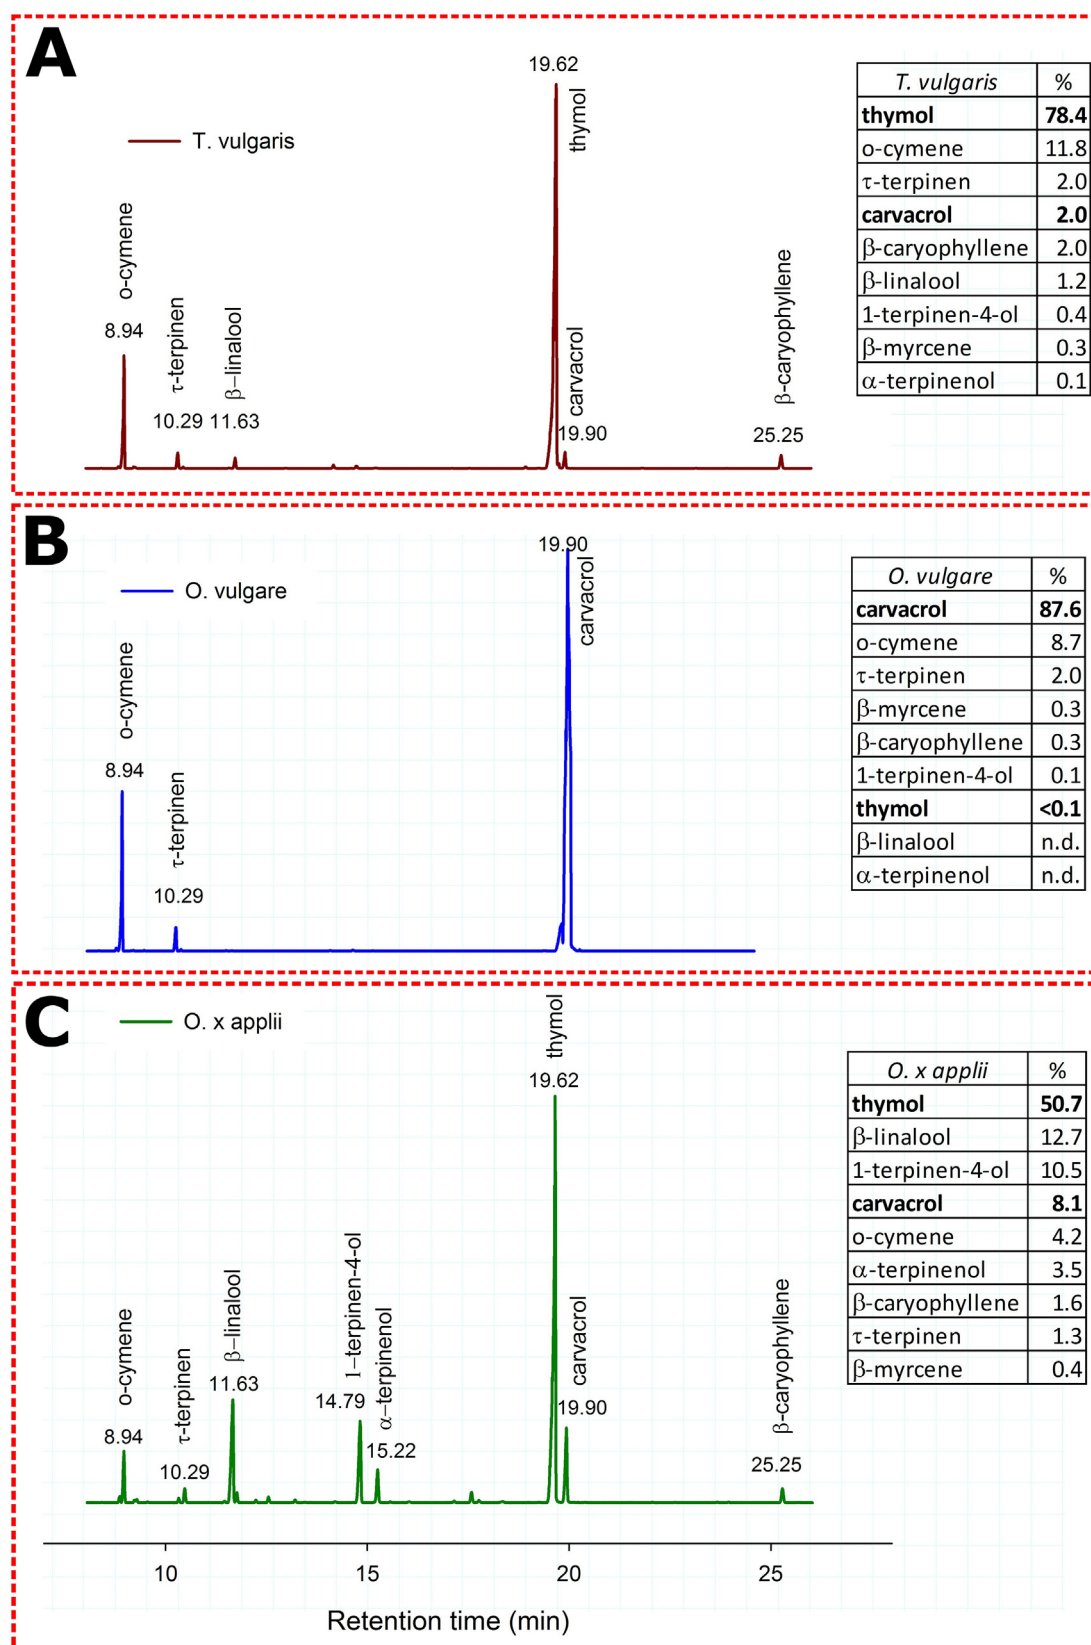 A
T. vulgaris
o-cymene
8.94
τ-terpinen
10.29
β–linalool
11.63
19.62
thymol
carvacrol
19.90
β-caryophyllene
25.25
T. vulgaris %
thymol 78.4
o-cymene 11.8
τ-terpinen 2.0
carvacrol 2.0
β-caryophyllene 2.0
β-linalool 1.2
1-terpinen-4-ol 0.4
β-myrcene 0.3
α-terpinenol 0.1
B
O. vulgare
o-cymene
8.94
τ-terpinen
10.29
19.90
carvacrol
O. vulgare %
carvacrol 87.6
o-cymene 8.7
τ-terpinen 2.0
β-myrcene 0.3
β-caryophyllene 0.3
1-terpinen-4-ol 0.1
thymol <0.1
β-linalool n.d.
α-terpinenol n.d.
C
O. x applii
o-cymene
8.94
τ-terpinen
10.29
β–linalool
11.63
1–terpinen-4-ol
14.79
α–terpinenol
15.22
thymol
19.62
carvacrol
19.90
β-caryophyllene
25.25
O. x applii %
thymol 50.7
β-linalool 12.7
1-terpinen-4-ol 10.5
carvacrol 8.1
o-cymene 4.2
α-terpinenol 3.5
β-caryophyllene 1.6
τ-terpinen 1.3
β-myrcene 0.4
10 15 20 25
Retention time (min)